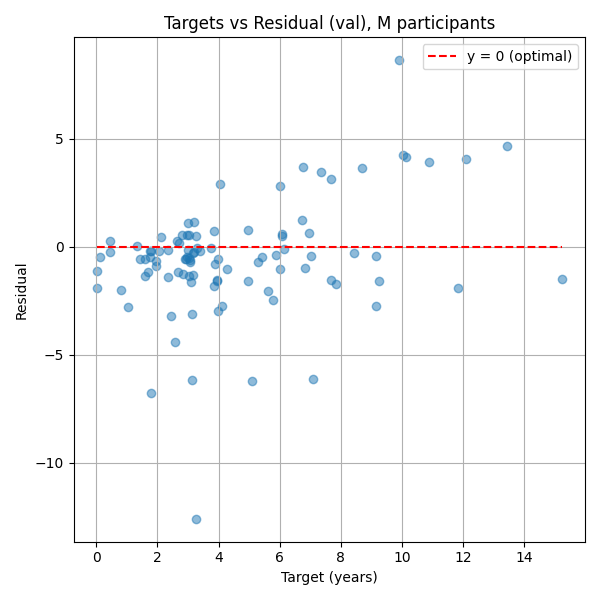 Targets vs Residual (val), M participants
y = 0 (optimal)
5
0
−5
−10
Residual
0 2 4 6 8 10 12 14
Target (years)